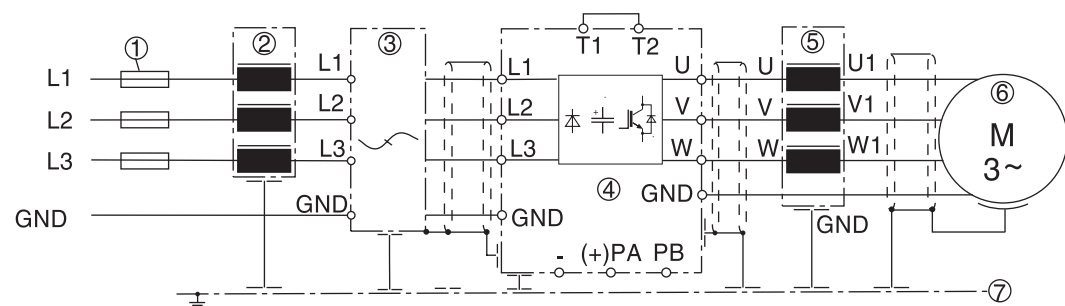 T1 T2
① ② ③ ⑤
L1 L1 L1 U U U1 ⑥
L2 L2 L2 V V V1 M
L3 L3 L3 W W W1 3~
④
GND GND GND GND GND
- (+)PA PB
⑦